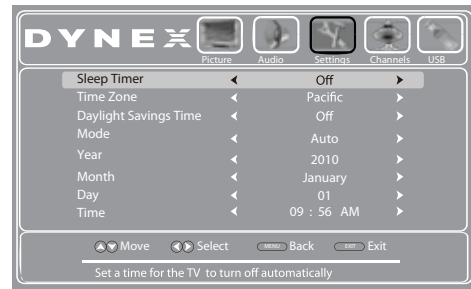 DYNEX
Picture Audio Settings Channels USB
Sleep Timer Off
Time Zone Pacific
Daylight Savings Time Off
Mode Auto
Year 2010
Month January
Day 01
Time 09 : 56 AM
Move Select MENU Back EXIT Exit
Set a time for the TV to turn off automatically